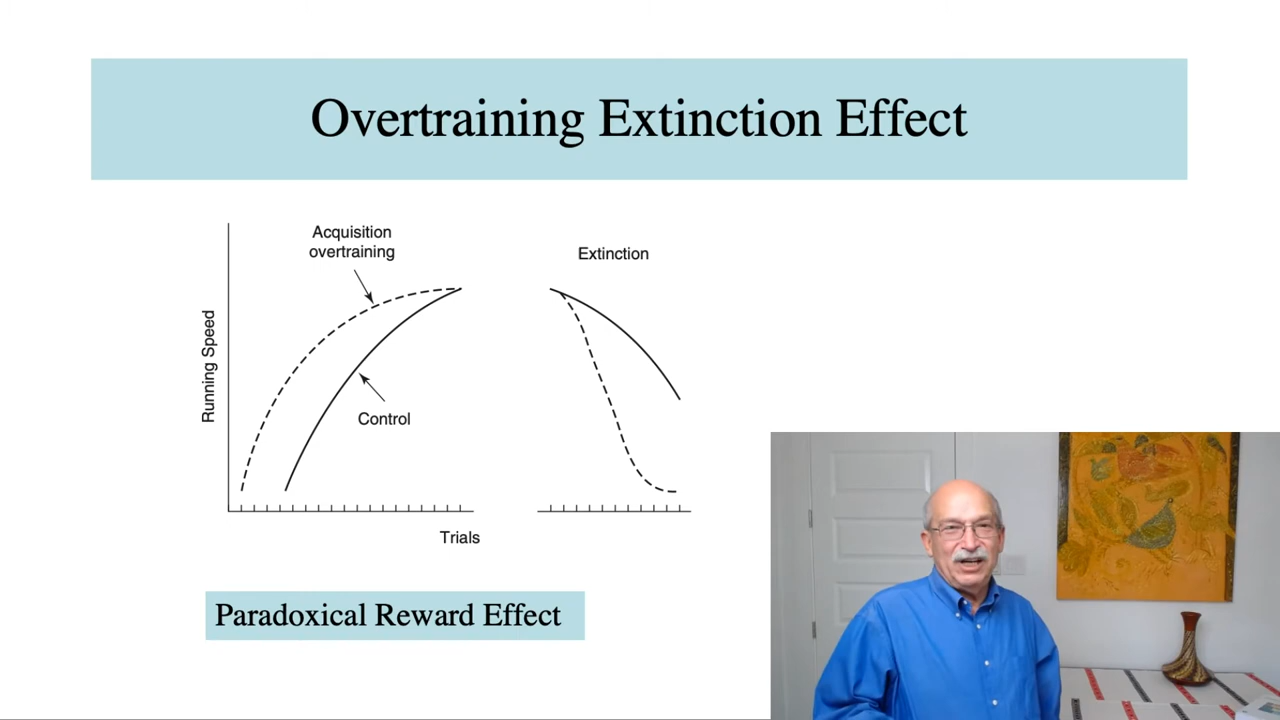 Overtraining Extinction Effect
Acquisition
overtraining
Extinction
Running Speed
Control
Trials
Paradoxical Reward Effect